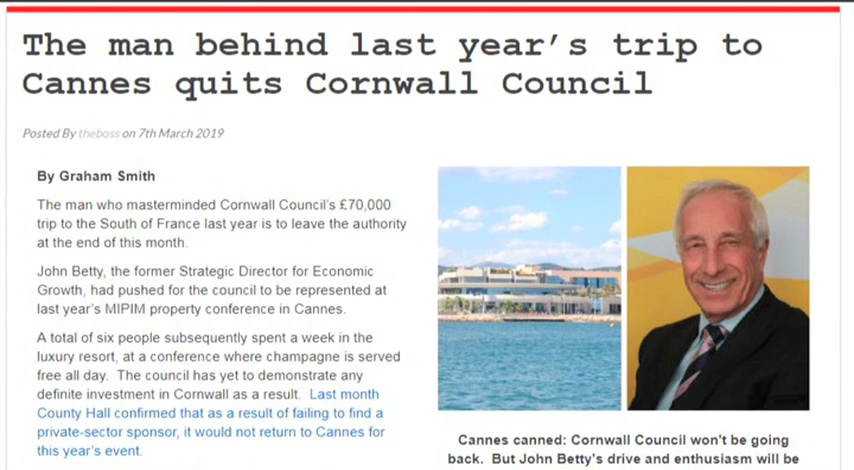 The man behind last year's trip to
Cannes quits Cornwall Council
Posted By theboss on 7th March 2019
By Graham Smith
The man who masterminded Cornwall Council's £70,000
trip to the South of France last year is to leave the authority
at the end of this month.
John Betty, the former Strategic Director for Economic
Growth, had pushed for the council to be represented at
last year's MIPIM property conference in Cannes.
A total of six people subsequently spent a week in the
luxury resort, at a conference where champagne is served
free all day.  The council has yet to demonstrate any
definite investment in Cornwall as a result.  Last month
County Hall confirmed that as a result of failing to find a
private-sector sponsor, it would not return to Cannes for
this year's event.
Cannes canned: Cornwall Council won't be going
back.  But John Betty's drive and enthusiasm will be